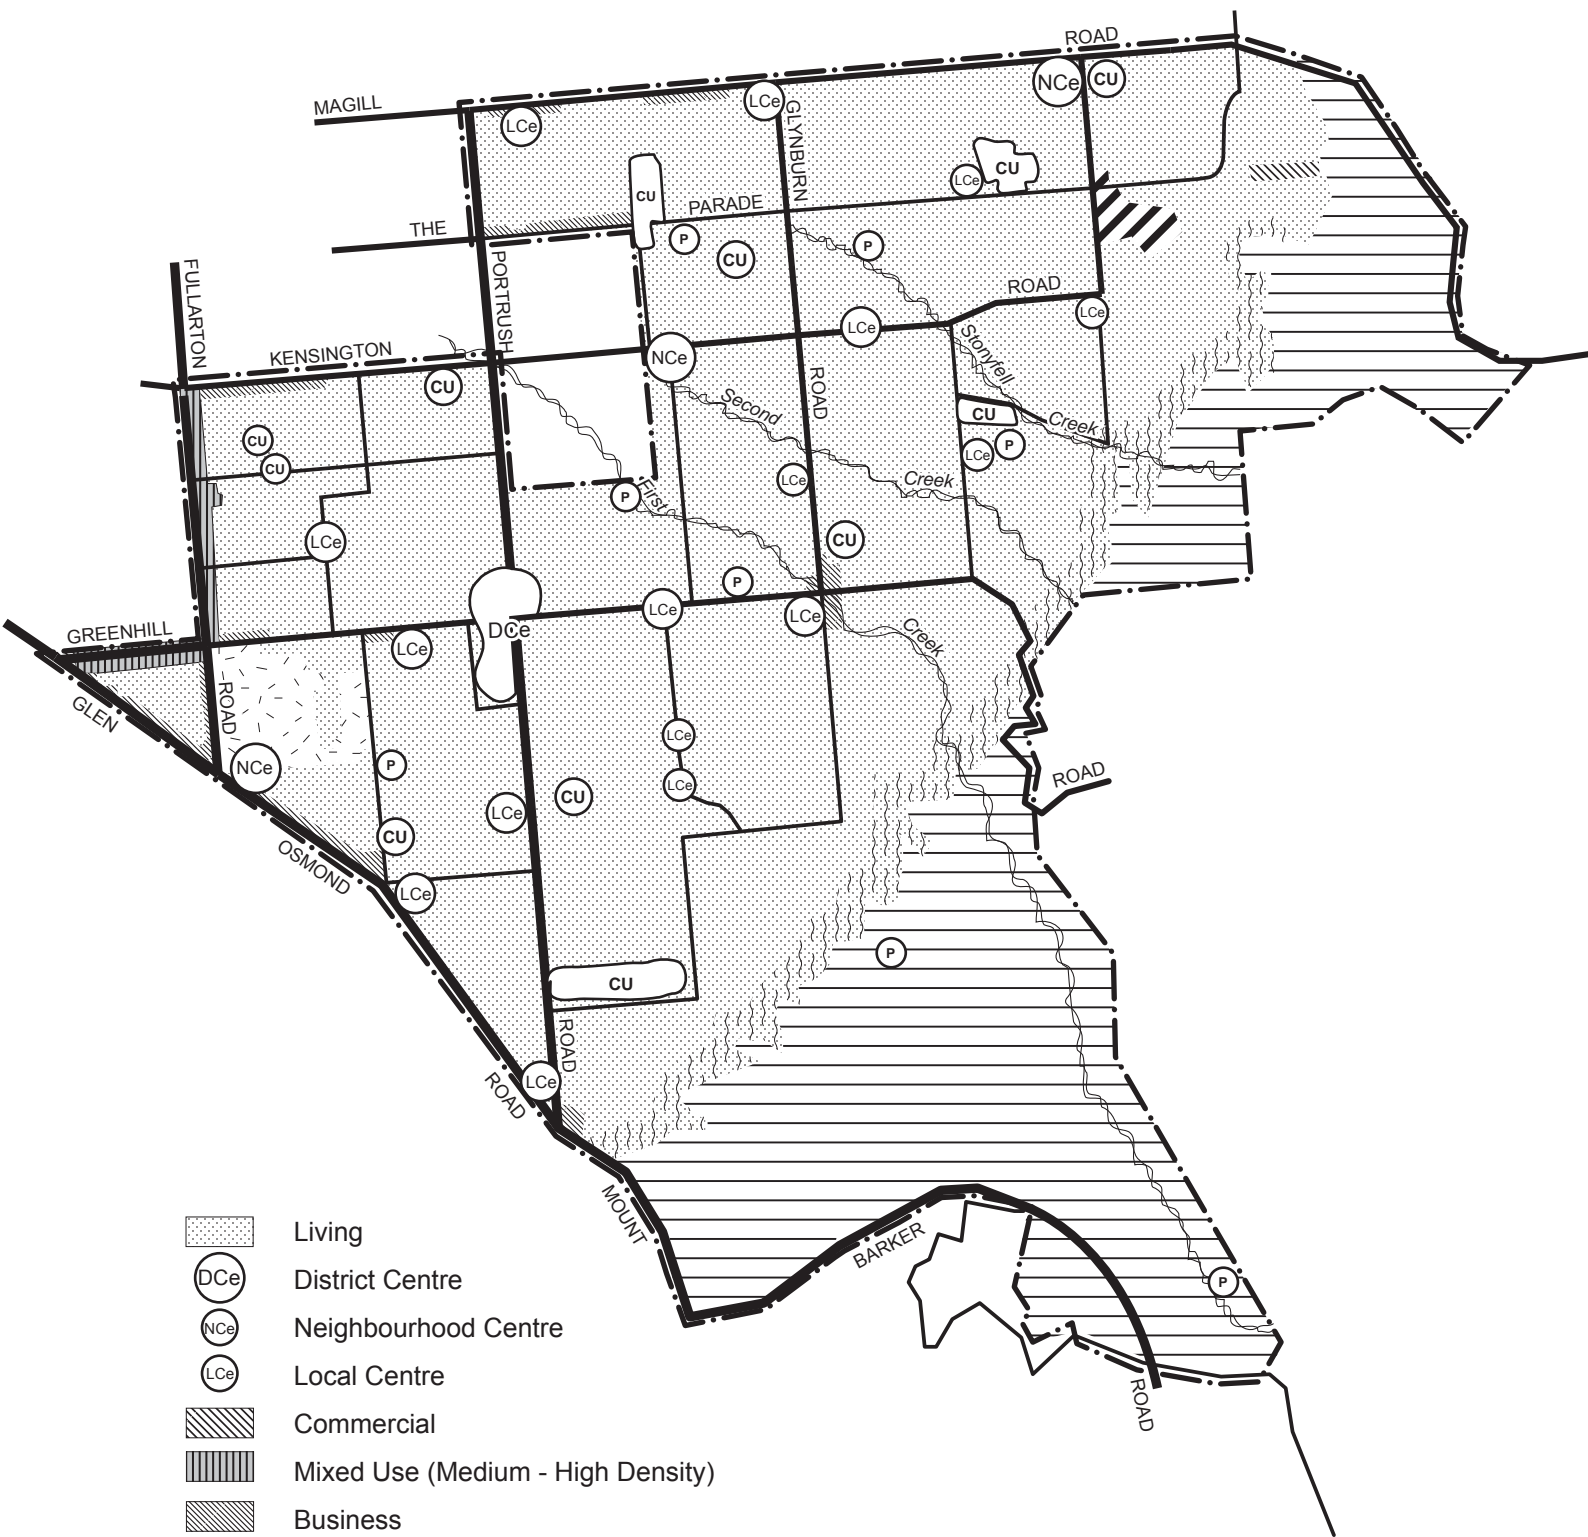 ROAD
MAGILL
NCe
CU
LCe
LCe
GLYNBURN
CU
LCe
CU
PARADE
THE
P
CU
P
FULLARTON
PORTRUSH
ROAD
LCe
LCe
KENSINGTON
NCe
Stonyfell
CU
ROAD
Second
CU
Creek
CU
CU
P
LCe
LCe
Creek
P
First
LCe
CU
P
LCe
LCe
GREENHILL
DCe
LCe
Creek
ROAD
GLEN
LCe
NCe
P
ROAD
LCe
CU
LCe
CU
OSMOND
LCe
P
CU
ROAD
LCe
ROAD
MOUNT
BARKER
P
ROAD
Living
DCe District Centre
NCe Neighbourhood Centre
LCe Local Centre
Commercial
Mixed Use (Medium - High Density)
Business